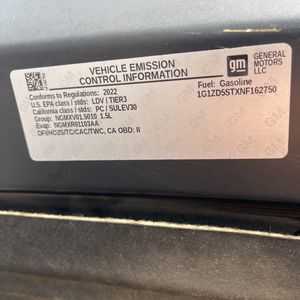 VEHICLE EMISSION
CONTROL INFORMATION
gm
GENERAL
MOTORS
LLC
Conforms to Regulations: 2022
Fuel: Gasoline
U.S. EPA class / stds: LDV / TIER3
1G1ZD5STXNF162750
California class / stds: PC / SULEV30
Group: NGMXV01.5010 1.5L
Evap: NGMXR01103AA
DFI/HO2S/TC/CAC/TWC, CA OBD: II